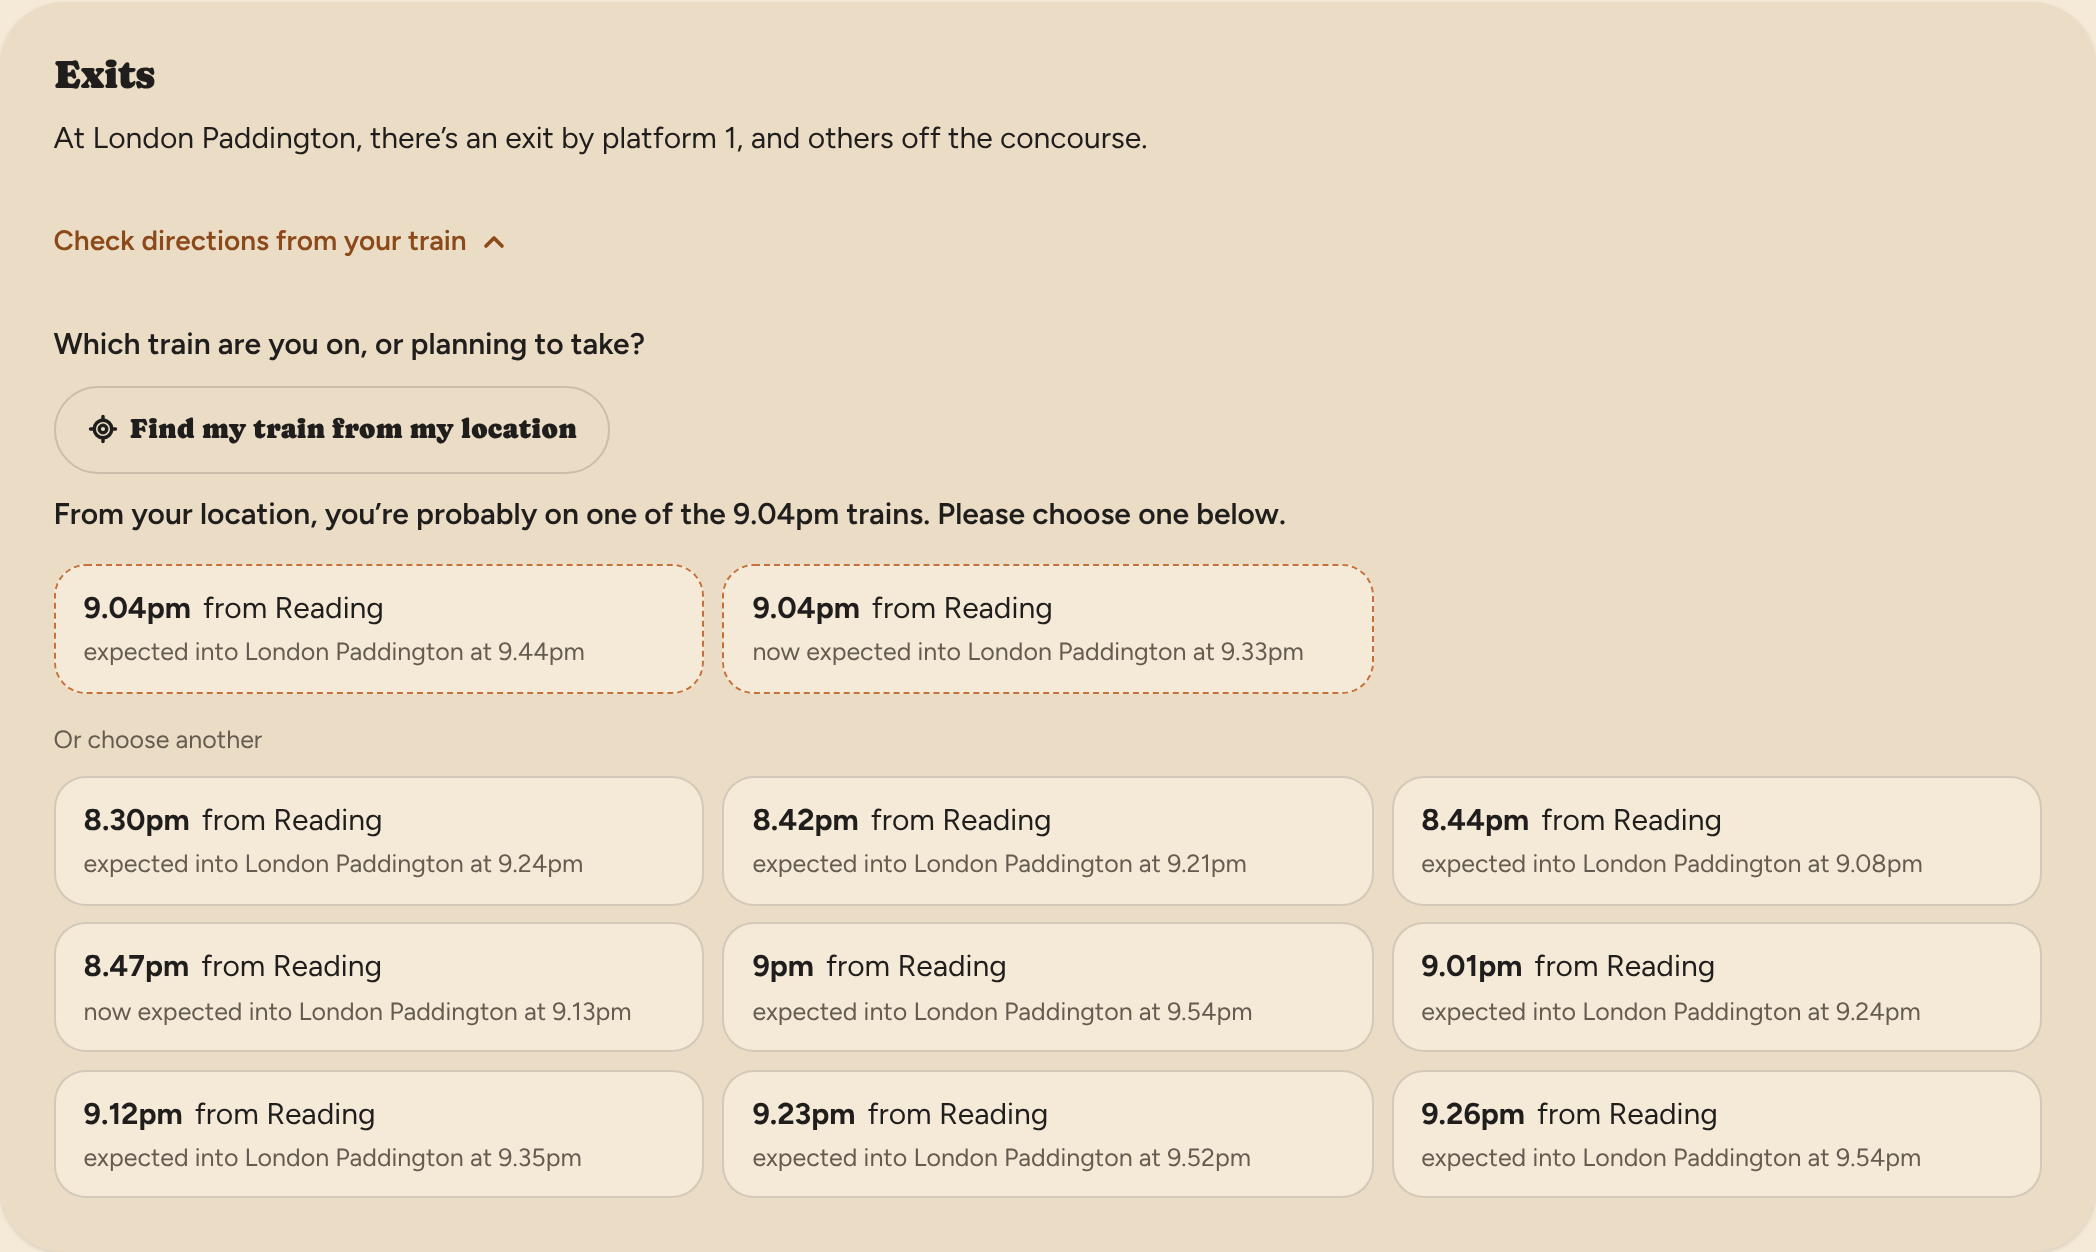 Exits
At London Paddington, there’s an exit by platform 1, and others off the concourse.
Check directions from your train
Which train are you on, or planning to take?
Find my train from my location
From your location, you’re probably on one of the 9.04pm trains. Please choose one below.
9.04pm from Reading
expected into London Paddington at 9.44pm
9.04pm from Reading
now expected into London Paddington at 9.33pm
Or choose another
8.30pm from Reading
expected into London Paddington at 9.24pm
8.42pm from Reading
expected into London Paddington at 9.21pm
8.44pm from Reading
expected into London Paddington at 9.08pm
8.47pm from Reading
now expected into London Paddington at 9.13pm
9pm from Reading
expected into London Paddington at 9.54pm
9.01pm from Reading
expected into London Paddington at 9.24pm
9.12pm from Reading
expected into London Paddington at 9.35pm
9.23pm from Reading
expected into London Paddington at 9.52pm
9.26pm from Reading
expected into London Paddington at 9.54pm